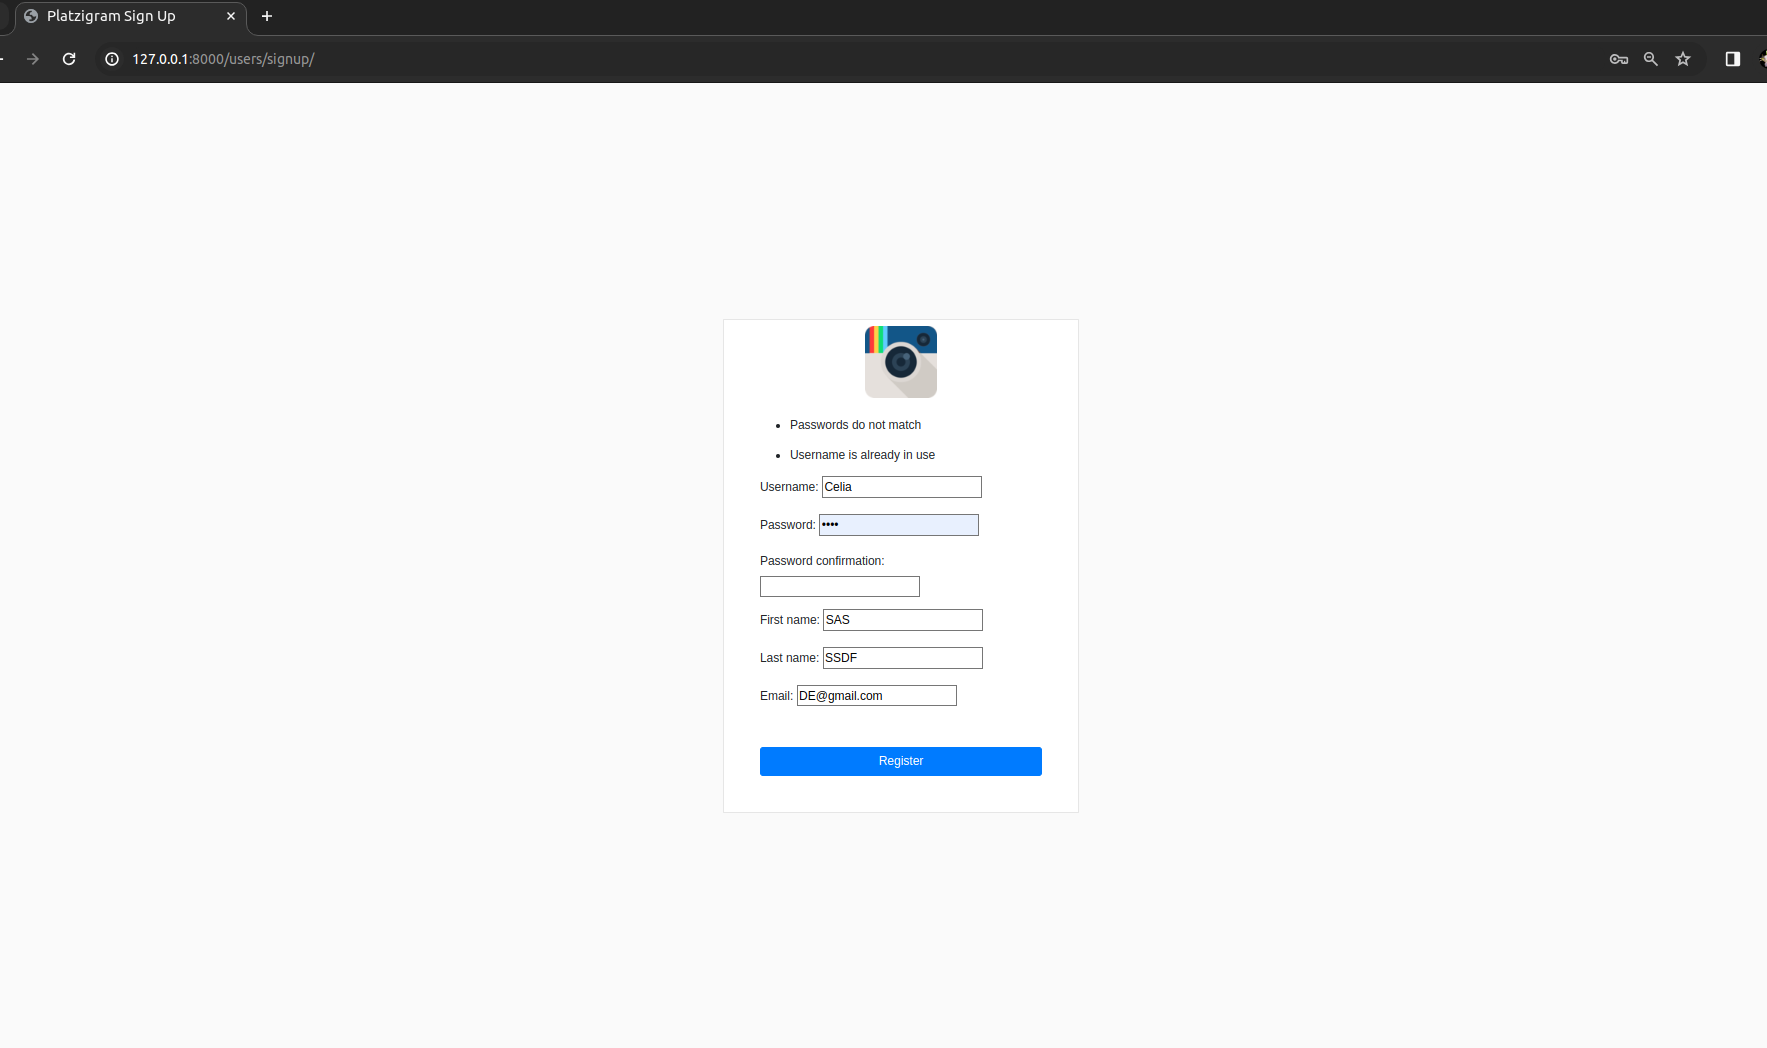 Platzigram Sign Up
127.0.0.1:8000/users/signup/
Passwords do not match
Username is already in use
Username: Celia
Password: ••••
Password confirmation:
First name: SAS
Last name: SSDF
Email: DE@gmail.com
Register